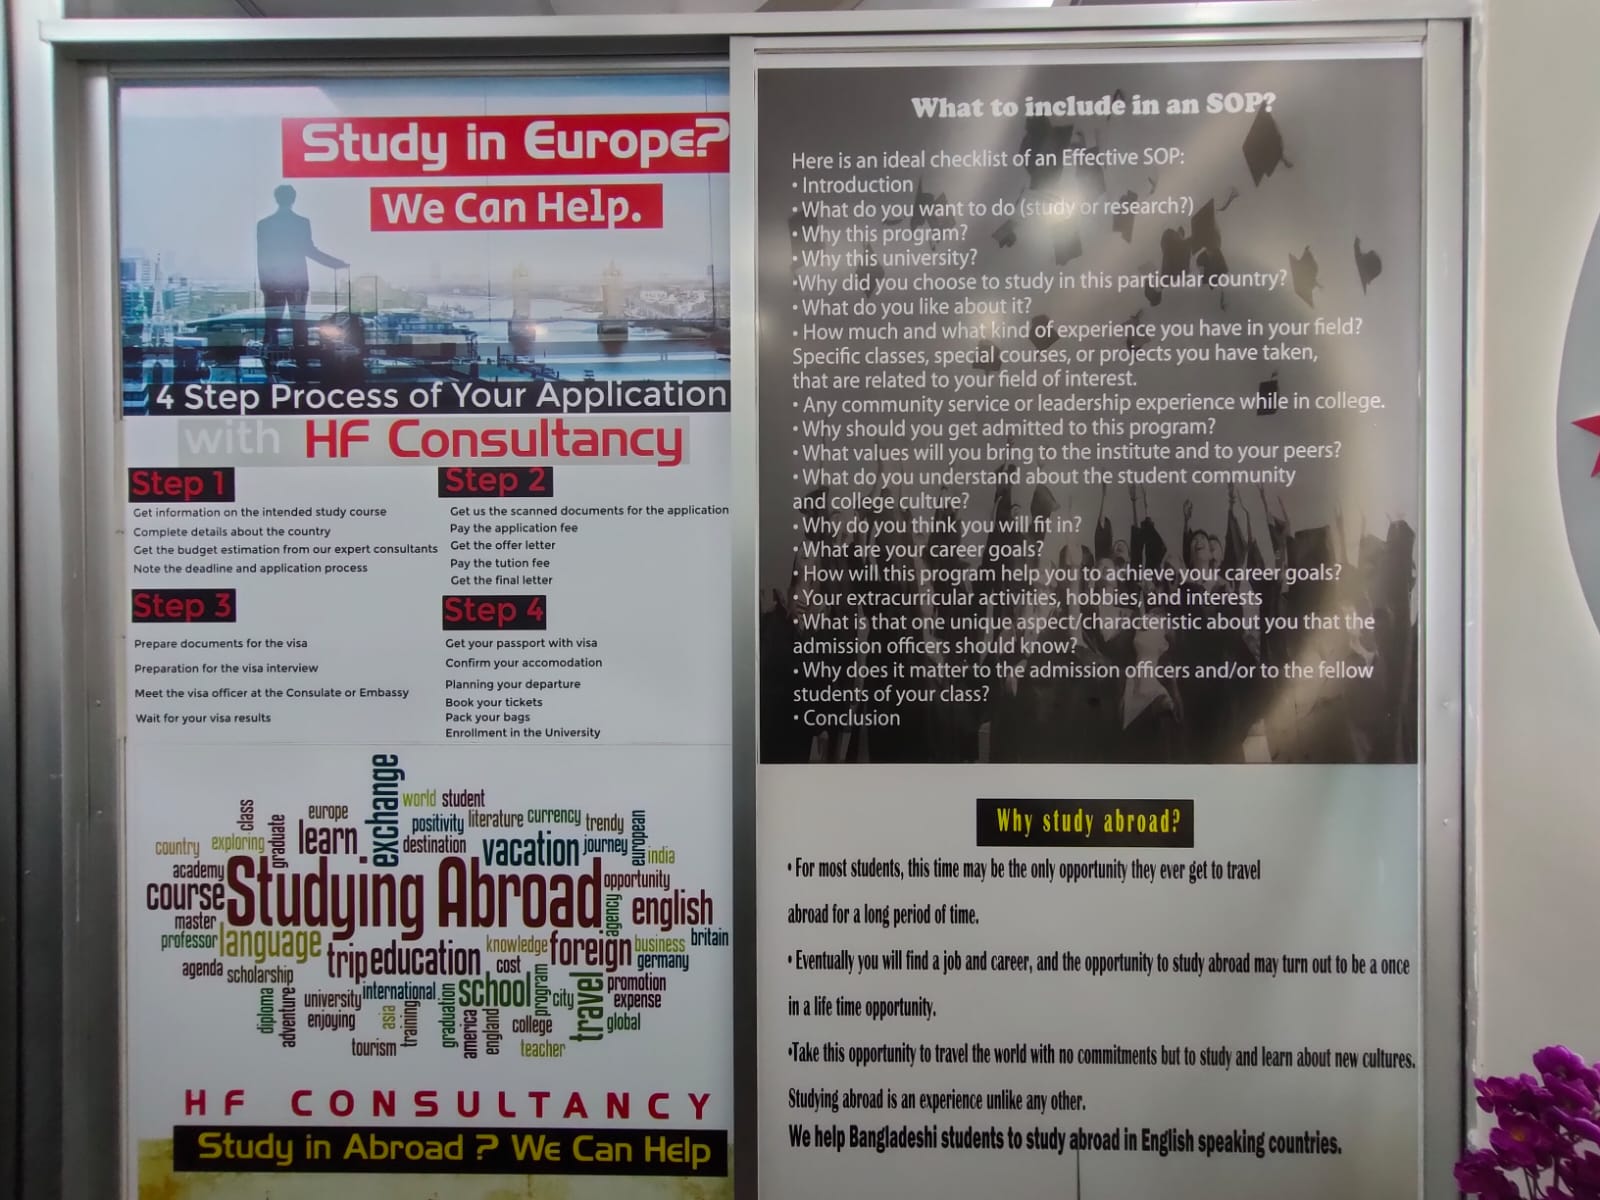 Study in Europe?
We Can Help.
4 Step Process of Your Application
with HF Consultancy
Step 1
Get information on the intended study course
Complete details about the country
Get the budget estimation from our expert consultants
Note the deadline and application process
Step 2
Get us the scanned documents for the application
Pay the application fee
Get the offer letter
Pay the tution fee
Get the final letter
Step 3
Prepare documents for the visa
Preparation for the visa interview
Meet the visa officer at the Consulate or Embassy
Wait for your visa results
Step 4
Get your passport with visa
Confirm your accomodation
Planning your departure
Book your tickets
Pack your bags
Enrollment in the University
exchange
world student
class
europe
positivity literature currency trendy
european
country exploring graduate learn destination vacation journey india
academy
course Studying Abroad opportunity
master
agency english
professor language trip education knowledge foreign business britain
agenda scholarship cost germany
diploma adventure university international school program city travel promotion
enjoying asia training graduation america england college expense
global
tourism teacher
HF CONSULTANCY
Study in Abroad ? We Can Help
What to include in an SOP?
Here is an ideal checklist of an Effective SOP:
• Introduction
• What do you want to do (study or research?)
• Why this program?
• Why this university?
•Why did you choose to study in this particular country?
• What do you like about it?
• How much and what kind of experience you have in your field?
Specific classes, special courses, or projects you have taken,
that are related to your field of interest.
• Any community service or leadership experience while in college.
• Why should you get admitted to this program?
• What values will you bring to the institute and to your peers?
• What do you understand about the student community
and college culture?
• Why do you think you will fit in?
• What are your career goals?
• How will this program help you to achieve your career goals?
• Your extracurricular activities, hobbies, and interests
• What is that one unique aspect/characteristic about you that the
admission officers should know?
• Why does it matter to the admission officers and/or to the fellow
students of your class?
• Conclusion
Why study abroad?
• For most students, this time may be the only opportunity they ever get to travel
abroad for a long period of time.
• Eventually you will find a job and career, and the opportunity to study abroad may turn out to be a once
in a life time opportunity.
•Take this opportunity to travel the world with no commitments but to study and learn about new cultures.
Studying abroad is an experience unlike any other.
We help Bangladeshi students to study abroad in English speaking countries.